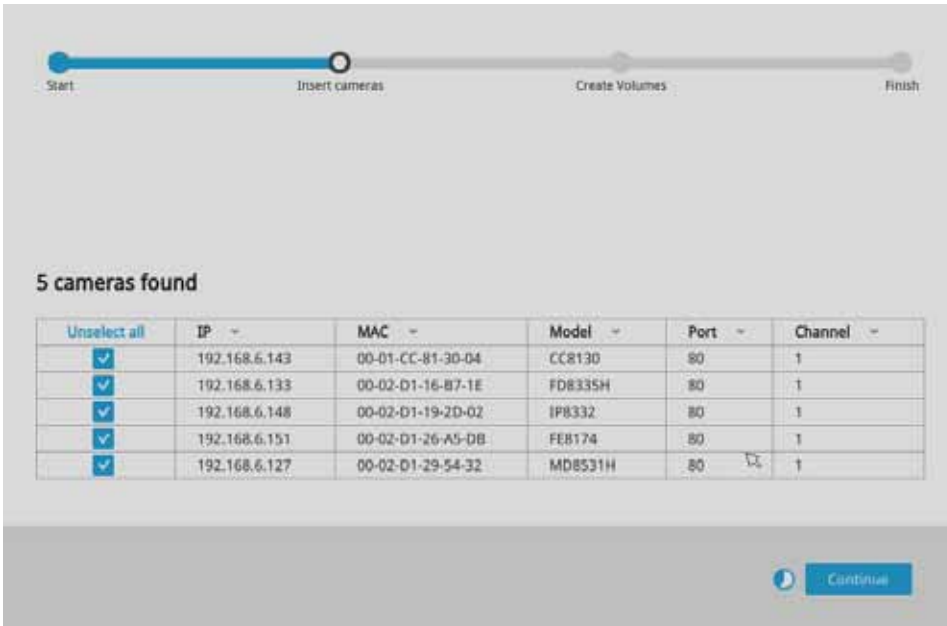 Start Insert cameras Create Volumes Finish
5 cameras found
Unselect all IP MAC Model Port Channel
192.168.6.143 00-01-CC-81-30-04 CC8130 80 1
192.168.6.133 00-02-D1-16-B7-1E FD8335H 80 1
192.168.6.148 00-02-D1-19-2D-02 IP8332 80 1
192.168.6.151 00-02-D1-26-A5-DB FE8174 80 1
192.168.6.127 00-02-D1-29-54-32 MD8531H 80 1
Continue